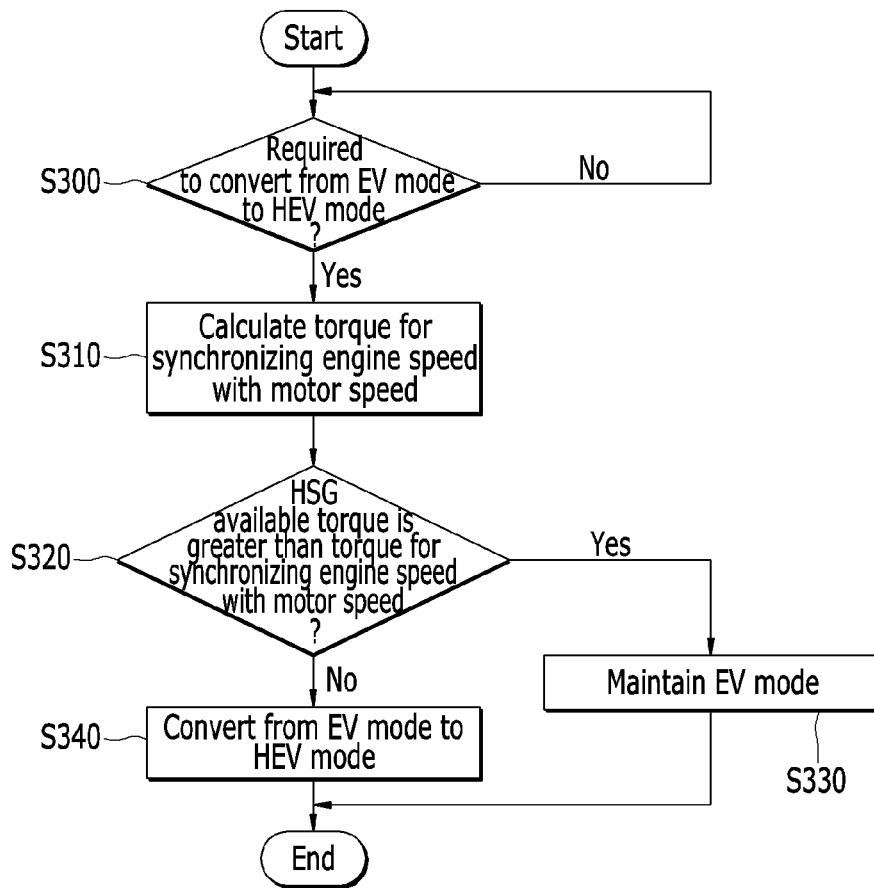 Start
Required
to convert from EV mode
to HEV mode
?
S300
No
Yes
Calculate torque for
synchronizing engine speed
with motor speed
S310
HSG
available torque is
greater than torque for
synchronizing engine speed
with motor speed
?
S320
Yes
No
Maintain EV mode
S330
Convert from EV mode to
HEV mode
S340
End